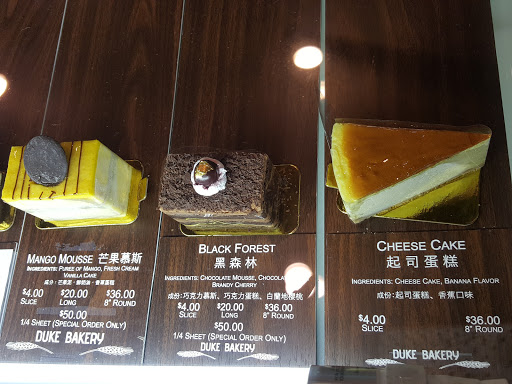 MANGO MOUSSE 芒果慕斯
INGREDIENTS: PUREE OF MANGO, FRESH CREAM
VANILLA CAKE
$4.00 $20.00 $36.00
SLICE LONG 8" ROUND
$50.00
1/4 SHEET (SPECIAL ORDER ONLY)
DUKE BAKERY
BLACK FOREST
黑森林
INGREDIENTS: CHOCOLATE MOUSSE, CHOCOLA
BRANDY CHERRY
成份:巧克力慕斯、巧克力蛋糕、白蘭地櫻桃
$4.00 $20.00 $36.00
SLICE LONG 8" ROUND
$50.00
1/4 SHEET (SPECIAL ORDER ONLY)
DUKE BAKERY
CHEESE CAKE
起司蛋糕
INGREDIENTS: CHEESE CAKE, BANANA FLAVOR
成份:起司蛋糕、香蕉口味
$4.00 $36.00
SLICE 8" ROUND
DUKE BAKERY